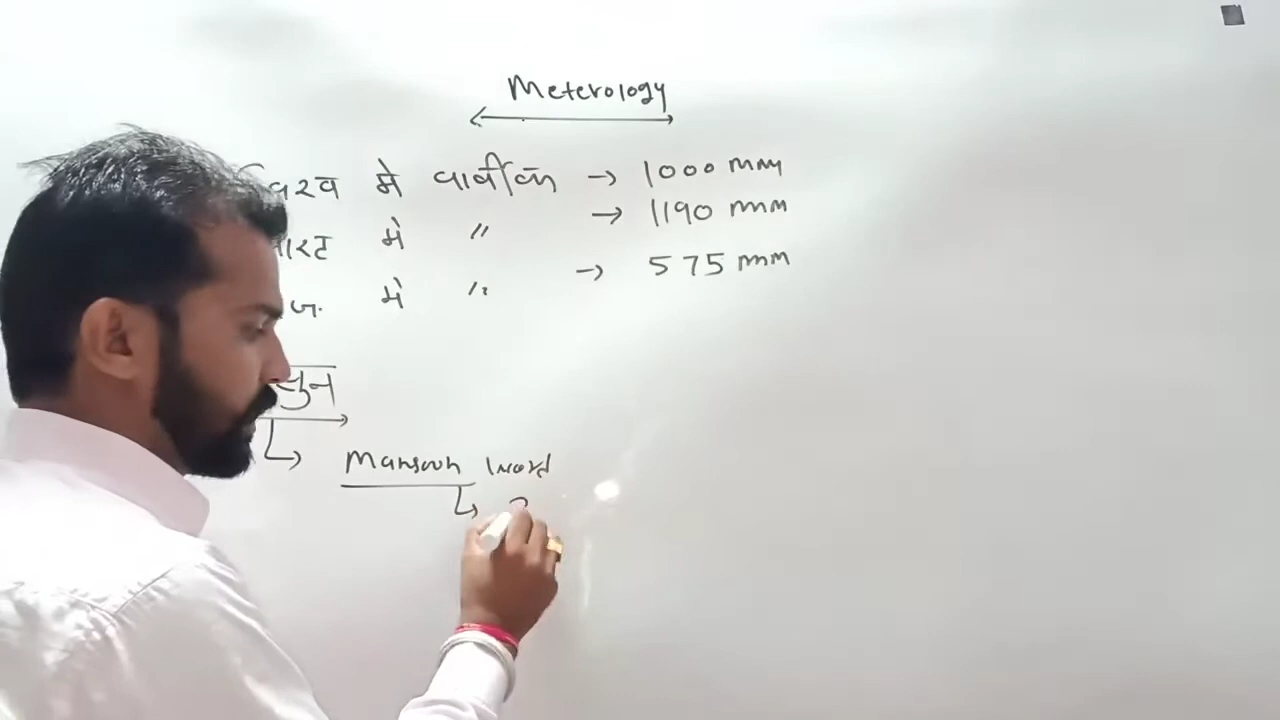 Meterology
में वार्षिक → 1000 mm
में " → 1190 mm
में " → 575 mm
Mansoon word